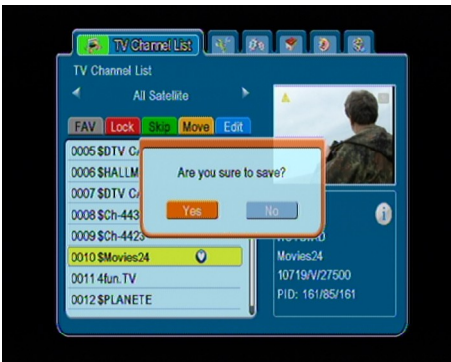 TV Channel List
TV Channel List
All Satellite
FAV Lock Skip Move Edit
0005 $DTV
0006 $HALLM
0007 $DTV
0008 $Ch-443
0009 $Ch-4423
0010 $Movies24
0011 4fun.TV
0012 $PLANETE
Are you sure to save?
Yes No
Movies24
10719/V/27500
PID: 161/85/161